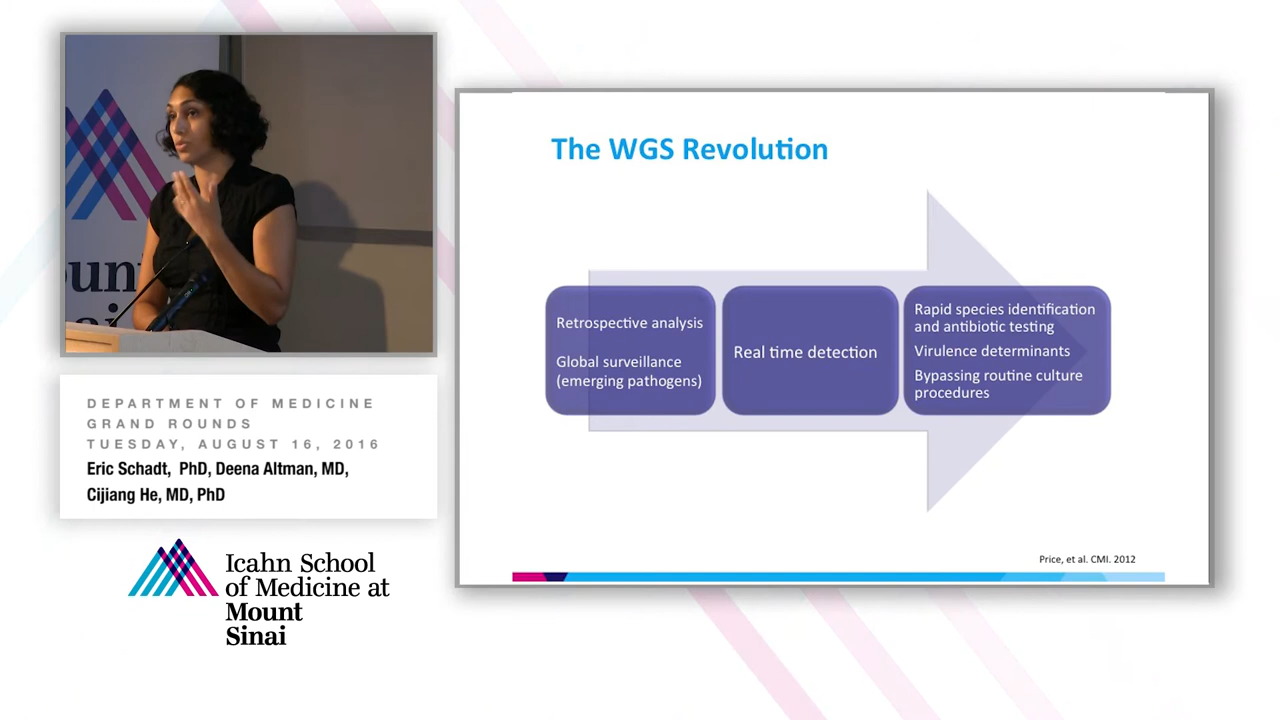 DEPARTMENT OF MEDICINE
GRAND ROUNDS
TUESDAY, AUGUST 16, 2016
Eric Schadt, PhD, Deena Altman, MD,
Cijiang He, MD, PhD
Icahn School
of Medicine at
Mount
Sinai
The WGS Revolution
Retrospective analysis
Global surveillance
(emerging pathogens)
Real time detection
Rapid species identification
and antibiotic testing
Virulence determinants
Bypassing routine culture
procedures
Price, et al. CMI. 2012